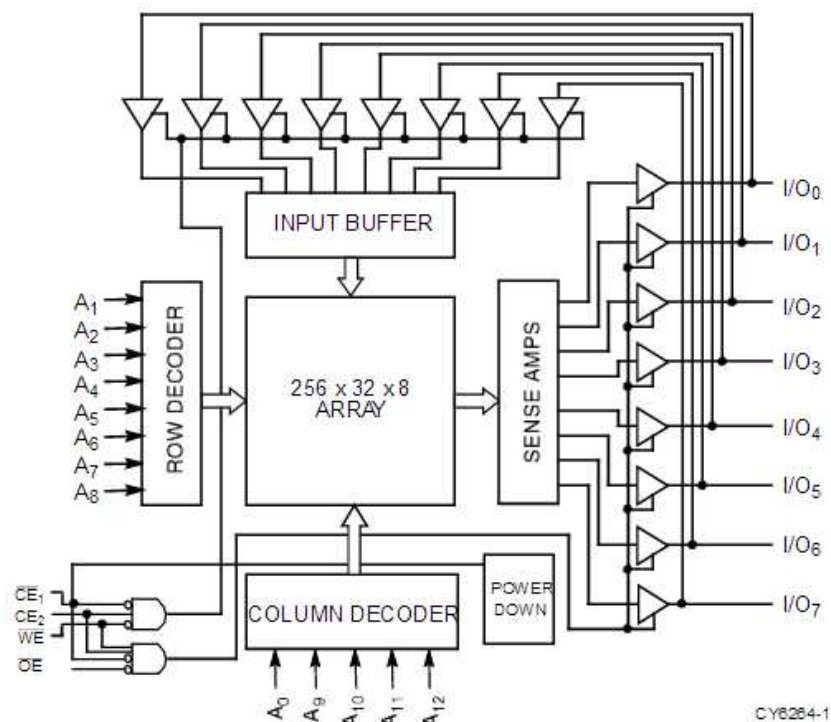 INPUT BUFFER
I/O0
I/O1
I/O2
I/O3
I/O4
I/O5
I/O6
I/O7
A1
A2
A3
A4
A5
A6
A7
A8
ROW DECODER
256 x 32 x 8
ARRAY
SENSE AMPS
CE1
CE2
WE
OE
COLUMN DECODER
POWER
DOWN
A0
A9
A10
A11
A12
CY6264-1